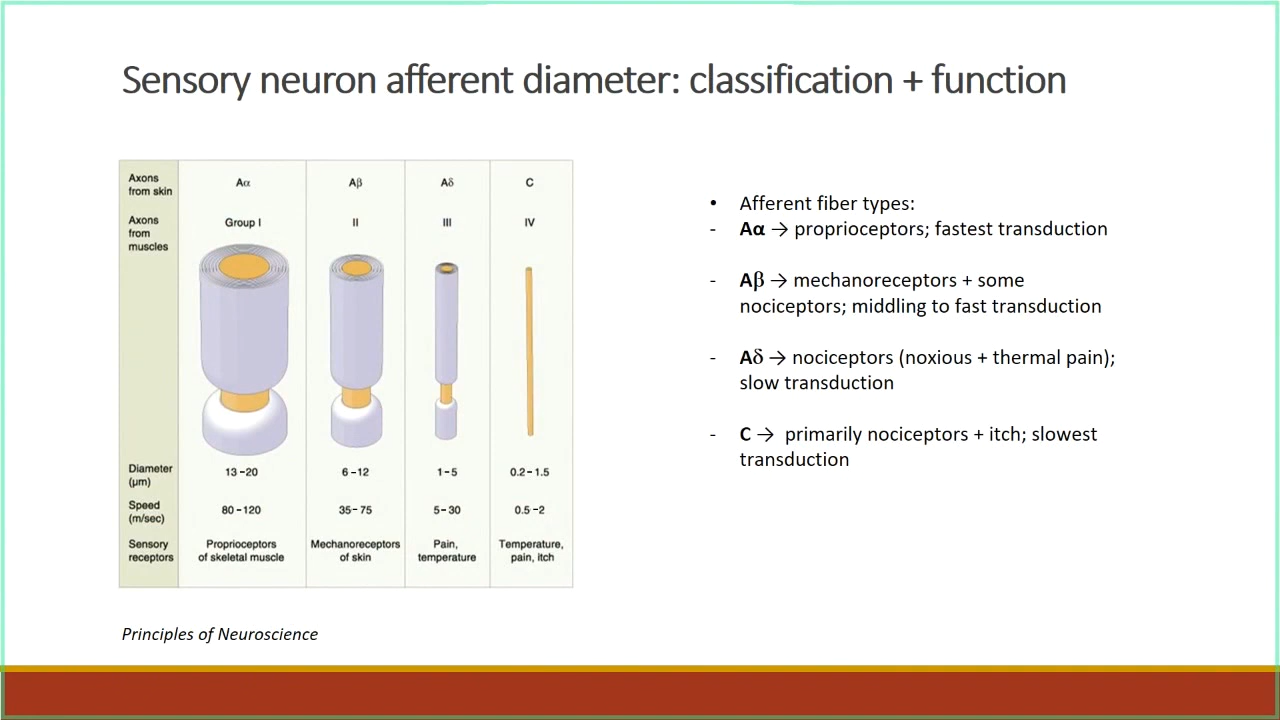 Sensory neuron afferent diameter: classification + function
Axons
from skin
Aα
Aβ
Aδ
C
Axons
from
muscles
Group I
II
III
IV
Diameter
(μm)
13–20
6–12
1–5
0.2–1.5
Speed
(m/sec)
80–120
35–75
5–30
0.5–2
Sensory
receptors
Proprioceptors
of skeletal muscle
Mechanoreceptors
of skin
Pain,
temperature
Temperature,
pain, itch
Principles of Neuroscience
• Afferent fiber types:
- Aα → proprioceptors; fastest transduction
- Aβ → mechanoreceptors + some
nociceptors; middling to fast transduction
- Aδ → nociceptors (noxious + thermal pain);
slow transduction
- C → primarily nociceptors + itch; slowest
transduction